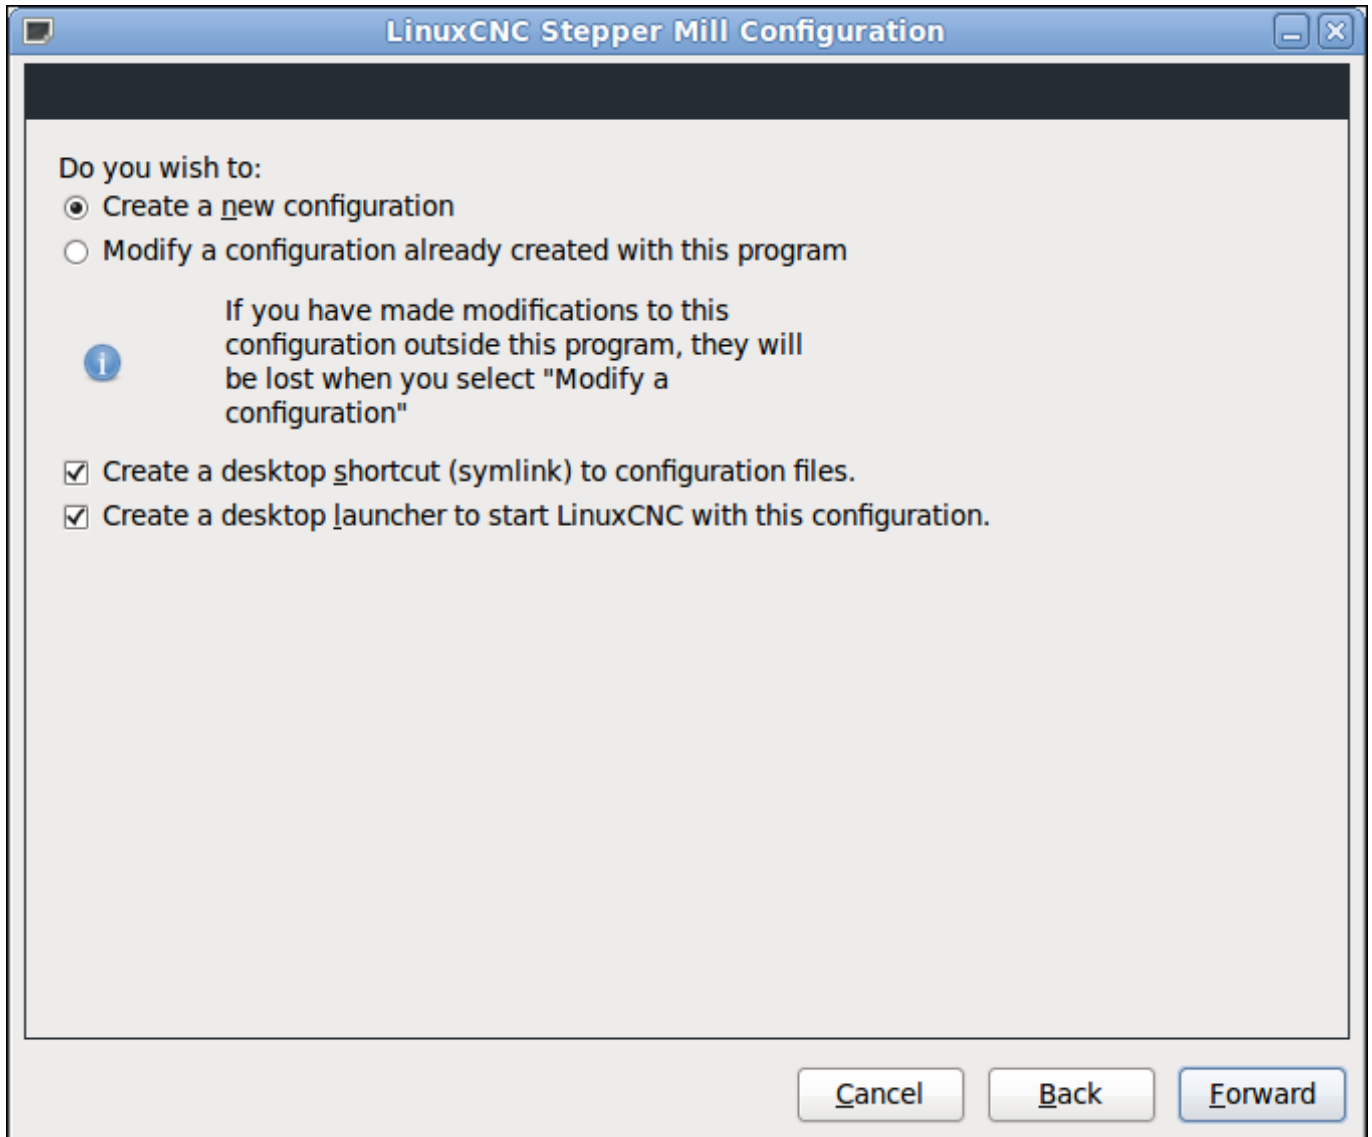 LinuxCNC Stepper Mill Configuration
Do you wish to:
Create a new configuration
Modify a configuration already created with this program
If you have made modifications to this
configuration outside this program, they will
be lost when you select "Modify a
configuration"
Create a desktop shortcut (symlink) to configuration files.
Create a desktop launcher to start LinuxCNC with this configuration.
Cancel
Back
Forward